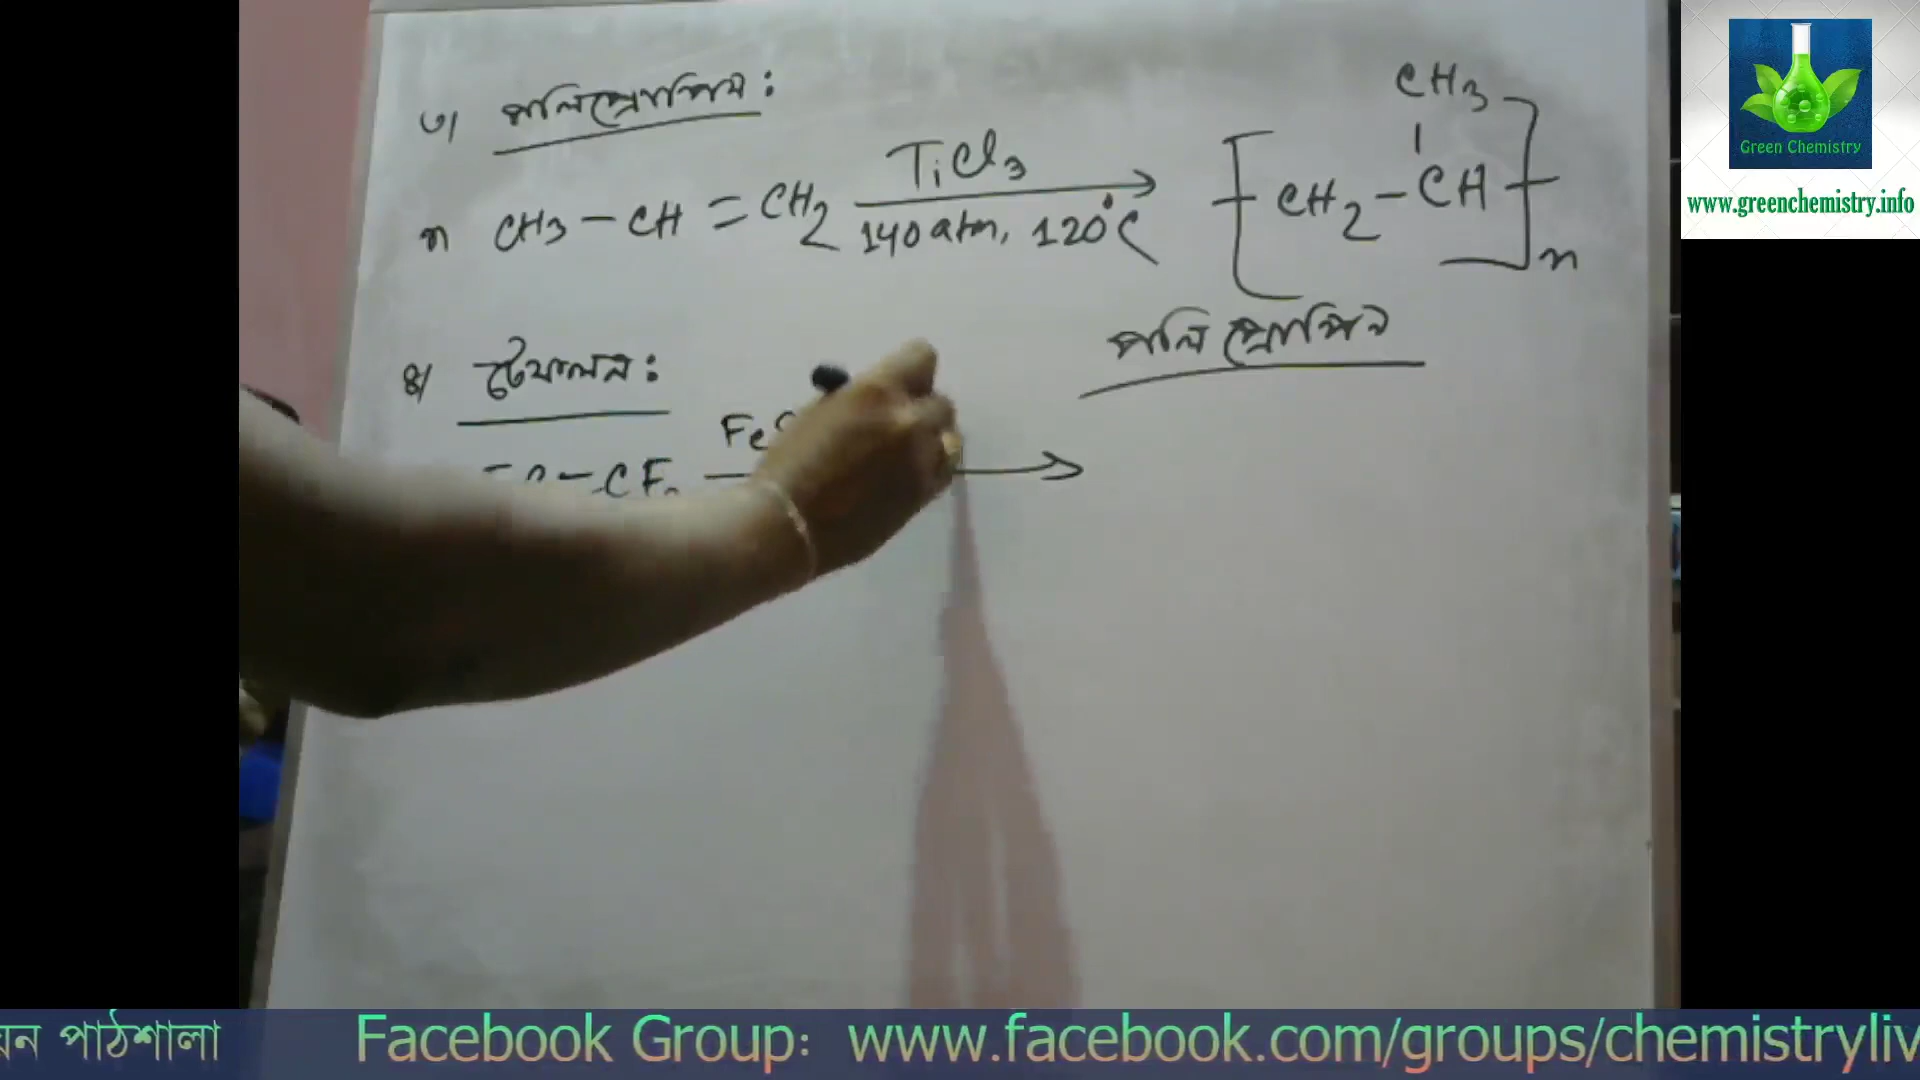 ৩। পলিপ্রোপিন :
n CH3 – CH = CH2 TiCl3 140 atm, 120°C [ CH2 – CH ]n
CH3
পলি প্রোপিন
৪। টেফলন :
Fe
CF2
Green Chemistry
www.greenchemistry.info
য়ন পাঠশালা Facebook Group: www.facebook.com/groups/chemistryliv